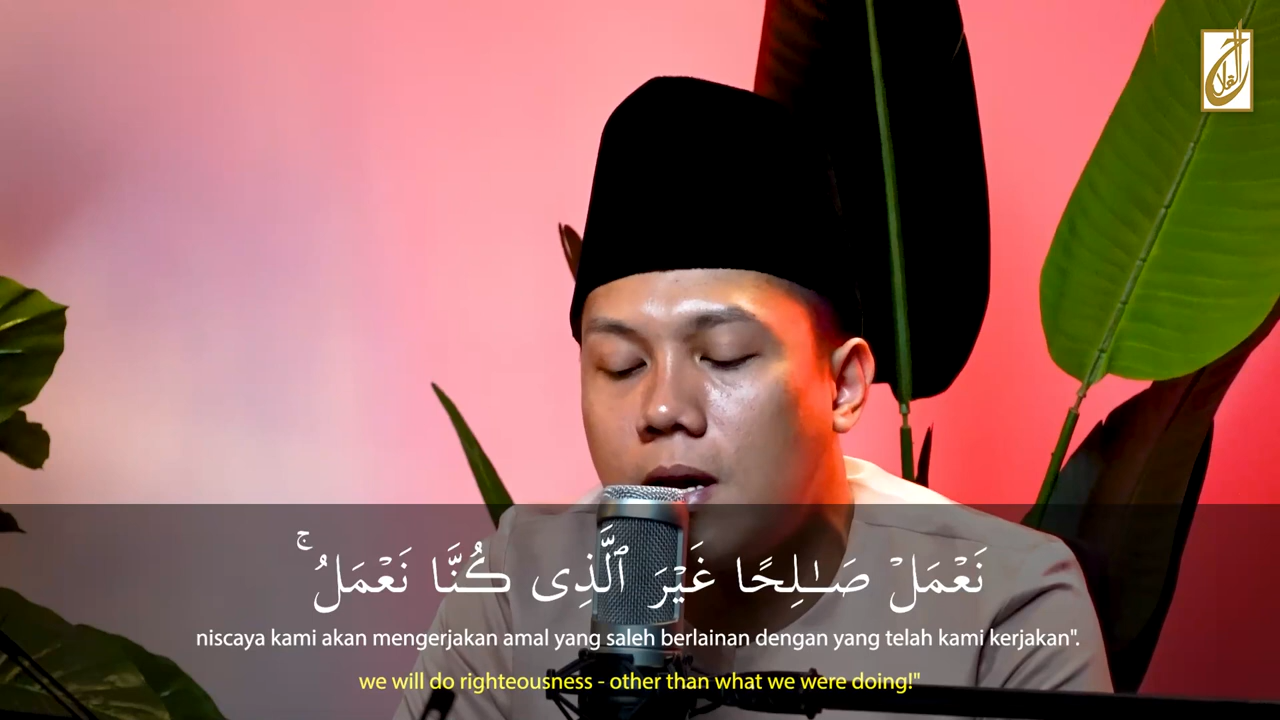 العلاج
نَعْمَلْ صَـٰلِحًا غَيْرَ ٱلَّذِى كُنَّا نَعْمَلُ ۚ
niscaya kami akan mengerjakan amal yang saleh berlainan dengan yang telah kami kerjakan".
we will do righteousness - other than what we were doing!"